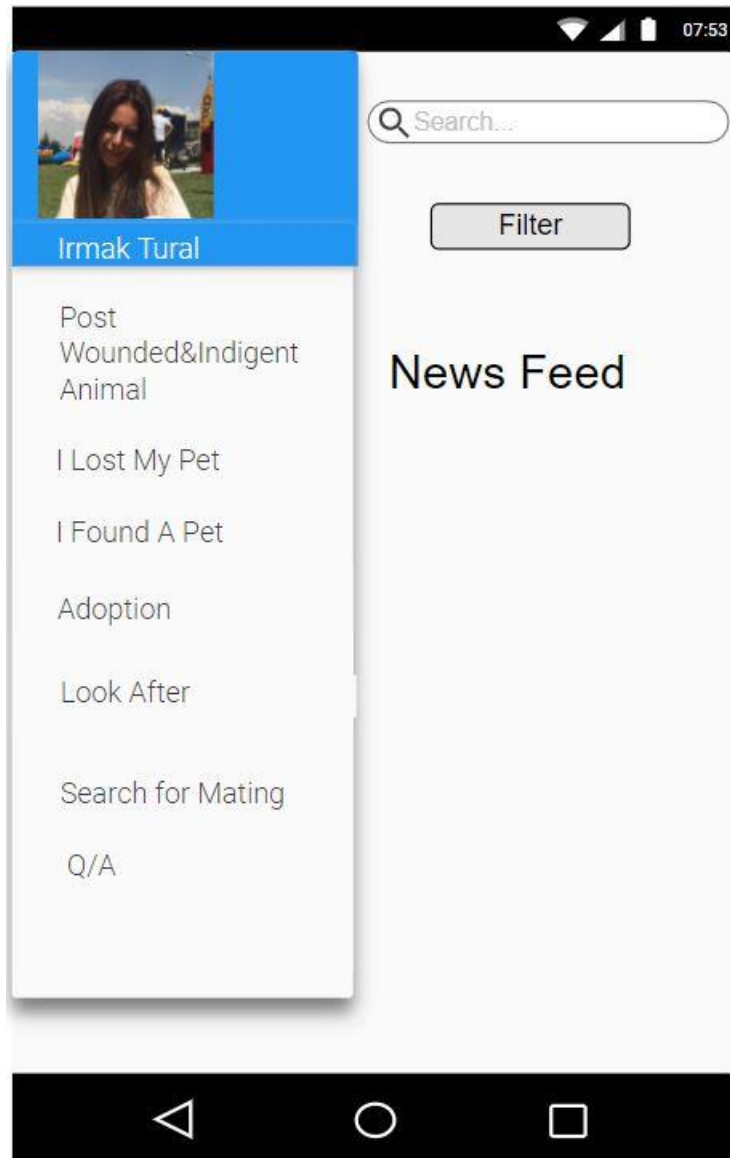 07:53
Search...
Filter
Irmak Tural
Post
Wounded&Indigent
Animal
News Feed
I Lost My Pet
I Found A Pet
Adoption
Look After
Search for Mating
Q/A